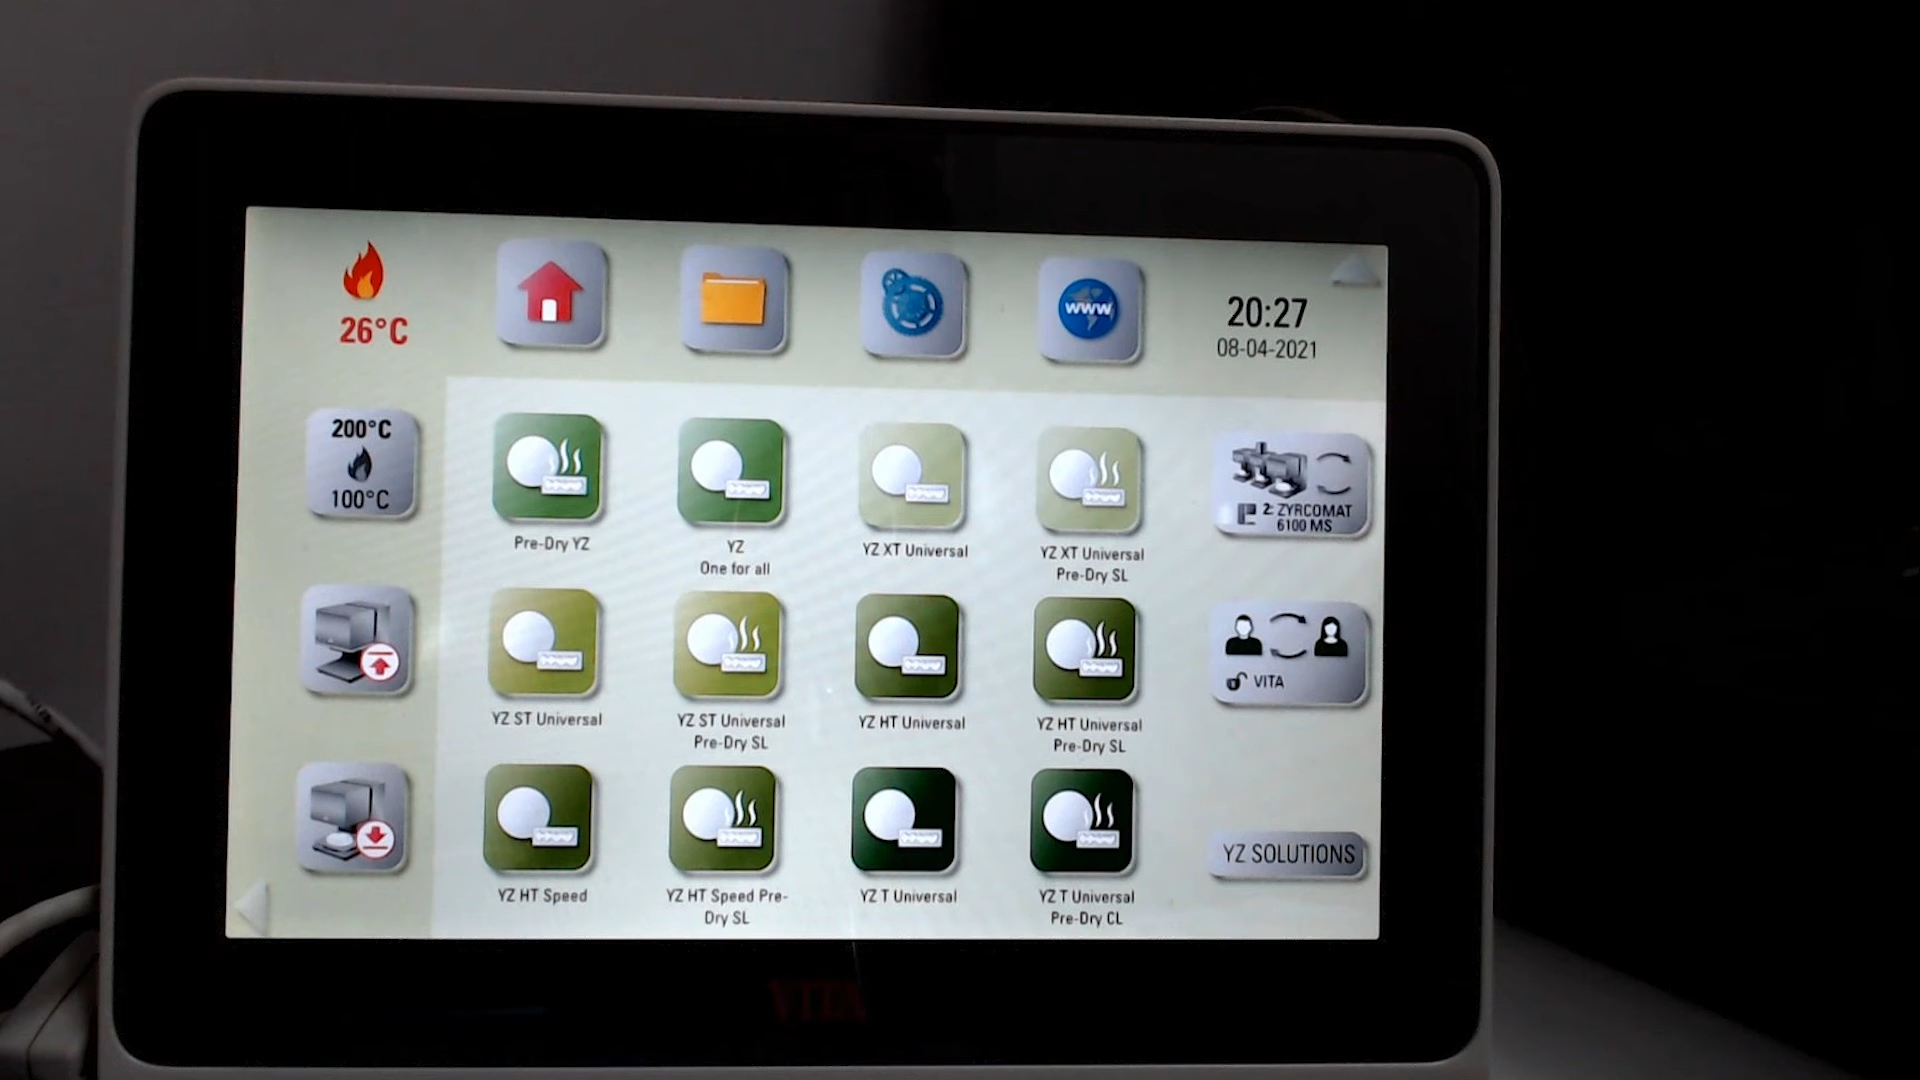 26°C
www
20:27
08-04-2021
200°C
100°C
Pre-Dry YZ
YZ
One for all
YZ XT Universal
YZ XT Universal
Pre-Dry SL
2: ZYRCOMAT
6100 MS
YZ ST Universal
YZ ST Universal
Pre-Dry SL
YZ HT Universal
YZ HT Universal
Pre-Dry SL
VITA
YZ HT Speed
YZ HT Speed Pre-
Dry SL
YZ T Universal
YZ T Universal
Pre-Dry CL
YZ SOLUTIONS
VITA